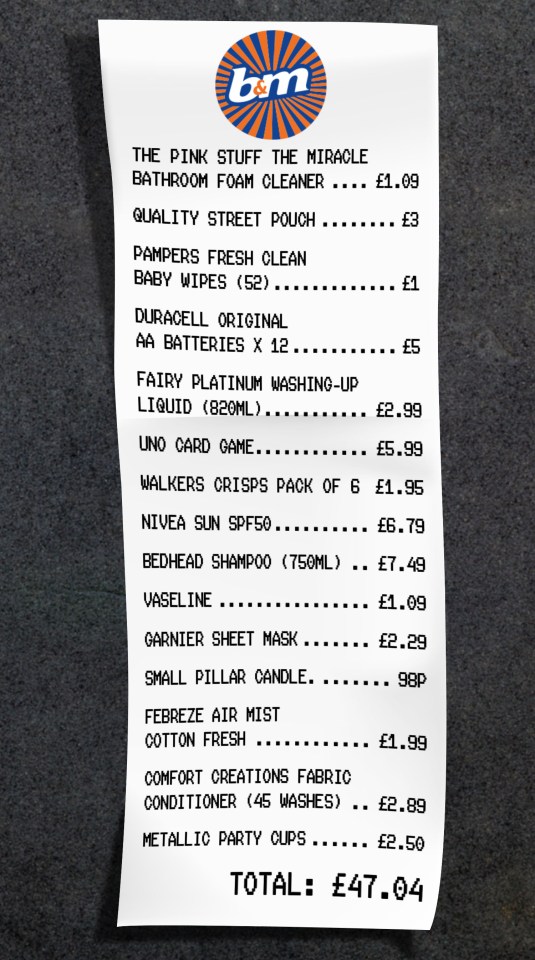 b&m
THE PINK STUFF THE MIRACLE
BATHROOM FOAM CLEANER .... £1.09
QUALITY STREET POUCH ........ £3
PAMPERS FRESH CLEAN
BABY WIPES (52)............. £1
DURACELL ORIGINAL
AA BATTERIES X 12........... £5
FAIRY PLATINUM WASHING-UP
LIQUID (820ML)........... £2.99
UNO CARD GAME............ £5.99
WALKERS CRISPS PACK OF 6 £1.95
NIVEA SUN SPF50.......... £6.79
BEDHEAD SHAMPOO (750ML) .. £7.49
VASELINE ................ £1.09
GARNIER SHEET MASK ....... £2.29
SMALL PILLAR CANDLE. ....... 98P
FEBREZE AIR MIST
COTTON FRESH ............ £1.99
COMFORT CREATIONS FABRIC
CONDITIONER (45 WASHES) .. £2.89
METALLIC PARTY CUPS ...... £2.50
TOTAL: £47.04